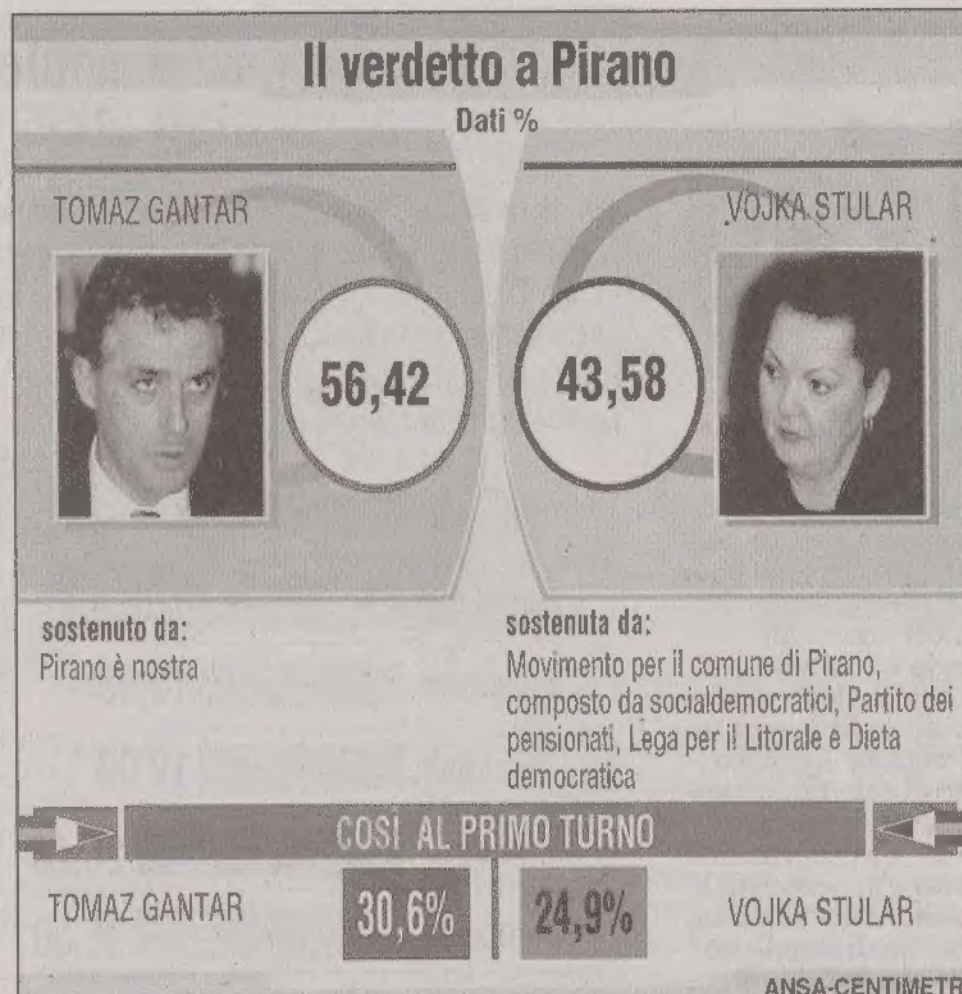 Il verdetto a Pirano
Dati %
TOMAZ GANTAR
56,42
sostenuto da:
Pirano è nostra
VOJKA STULAR
43,58
sostenuta da:
Movimento per il comune di Pirano,
composto da socialdemocratici, Partito dei
pensionati, Lega per il Litorale e Dieta
democratica
COSI AL PRIMO TURNO
TOMAZ GANTAR 30,6% 24,9% VOJKA STULAR
ANSA-CENTIMETR